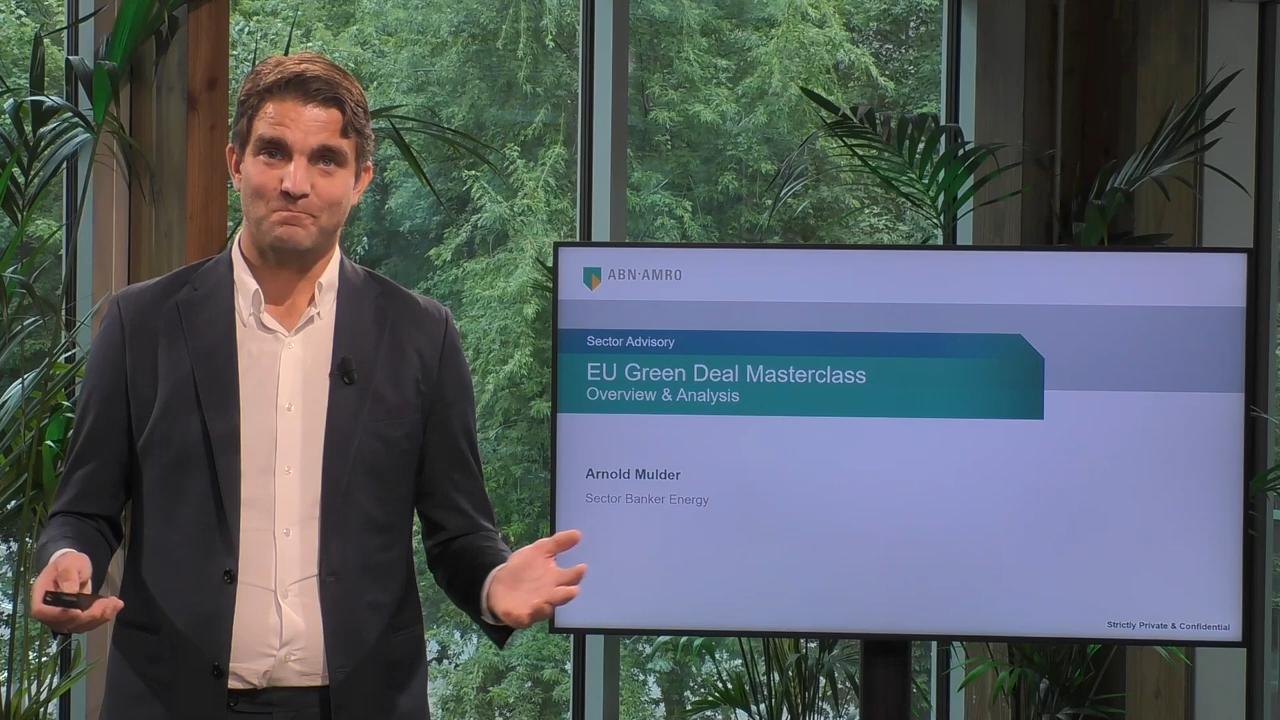 ABN·AMRO
Sector Advisory
EU Green Deal Masterclass
Overview & Analysis
Arnold Mulder
Sector Banker Energy
Strictly Private & Confidential